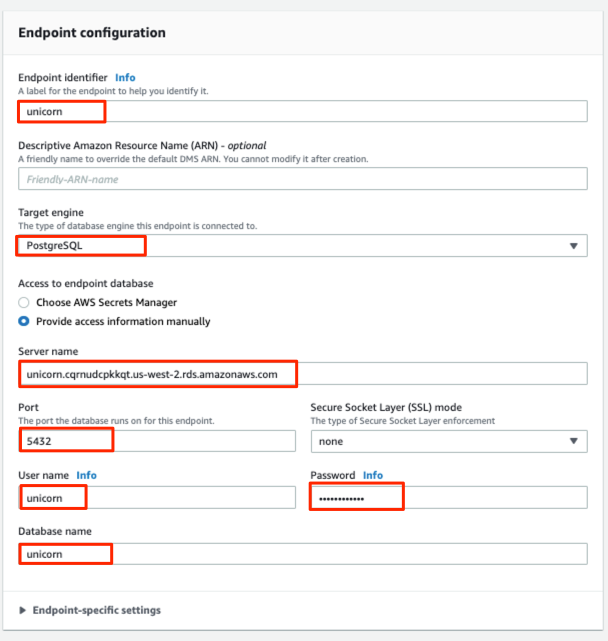 Endpoint configuration
Endpoint identifier Info
A label for the endpoint to help you identify it.
unicorn
Descriptive Amazon Resource Name (ARN) - optional
A friendly name to override the default DMS ARN. You cannot modify it after creation.
Friendly-ARN-name
Target engine
The type of database engine this endpoint is connected to.
PostgreSQL
Access to endpoint database
Choose AWS Secrets Manager
Provide access information manually
Server name
unicorn.cqrnudcpkkqt.us-west-2.rds.amazonaws.com
Port
The port the database runs on for this endpoint.
5432
Secure Socket Layer (SSL) mode
The type of Secure Socket Layer enforcement
none
User name Info
unicorn
Password Info
••••••••••••
Database name
unicorn
Endpoint-specific settings